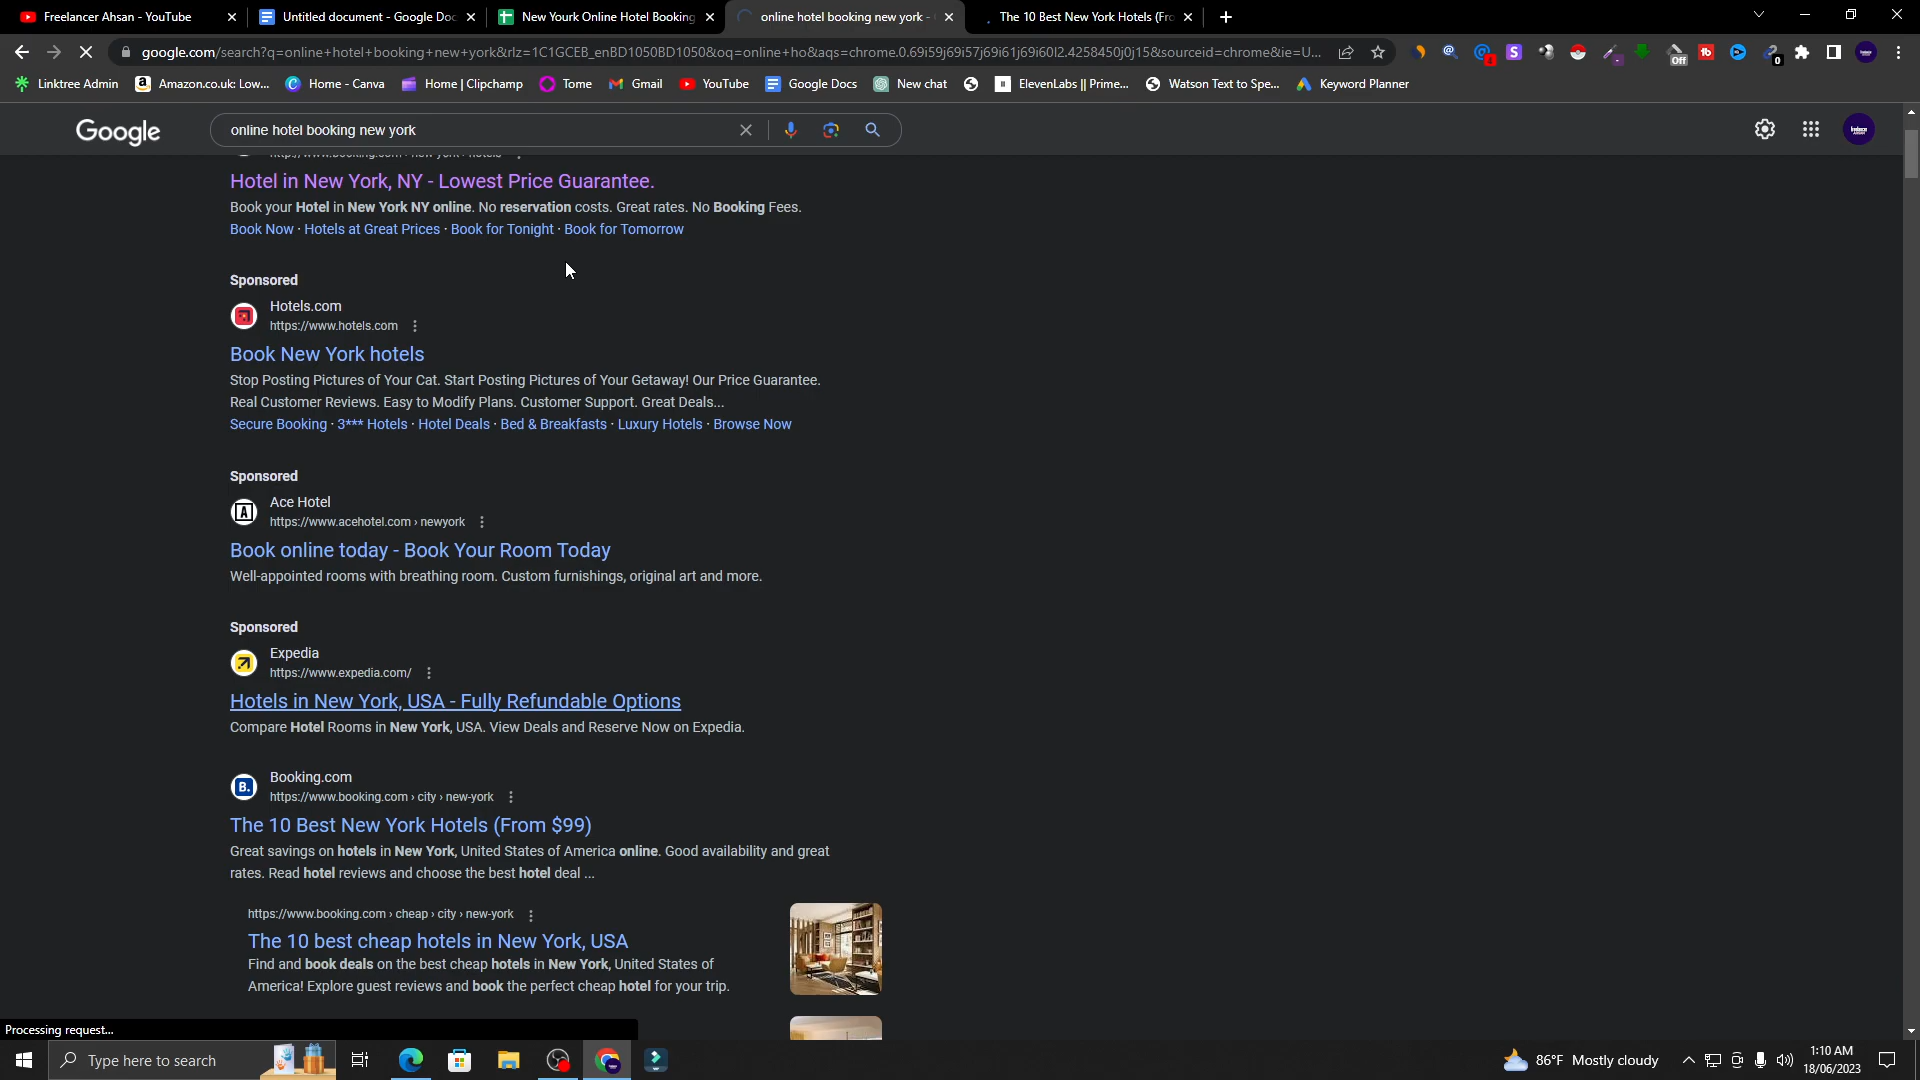 Freelancer Ahsan - YouTube
Untitled document - Google Doc
New Yourk Online Hotel Booking
online hotel booking new york -
The 10 Best New York Hotels (Fro
google.com/search?q=online+hotel+booking+new+york&rlz=1C1GCEB_enBD1050BD1050&oq=online+ho&aqs=chrome.0.69i59j69i57j69i61j69i60l2.4258450j0j15&sourceid=chrome&ie=U...
4
S
Off
tb
0
Linktree Admin
Amazon.co.uk: Low...
Home - Canva
Home | Clipchamp
Tome
Gmail
YouTube
Google Docs
New chat
ElevenLabs || Prime...
Watson Text to Spe...
Keyword Planner
Google
online hotel booking new york
Hotel in New York, NY - Lowest Price Guarantee.
Book your Hotel in New York NY online. No reservation costs. Great rates. No Booking Fees.
Book Now · Hotels at Great Prices · Book for Tonight · Book for Tomorrow
Sponsored
Hotels.com
https://www.hotels.com
Book New York hotels
Stop Posting Pictures of Your Cat. Start Posting Pictures of Your Getaway! Our Price Guarantee.
Real Customer Reviews. Easy to Modify Plans. Customer Support. Great Deals...
Secure Booking · 3*** Hotels · Hotel Deals · Bed & Breakfasts · Luxury Hotels · Browse Now
Sponsored
A
Ace Hotel
https://www.acehotel.com › newyork
Book online today - Book Your Room Today
Well-appointed rooms with breathing room. Custom furnishings, original art and more.
Sponsored
Expedia
https://www.expedia.com/
Hotels in New York, USA - Fully Refundable Options
Compare Hotel Rooms in New York, USA. View Deals and Reserve Now on Expedia.
B.
Booking.com
https://www.booking.com › city › new-york
The 10 Best New York Hotels (From $99)
Great savings on hotels in New York, United States of America online. Good availability and great
rates. Read hotel reviews and choose the best hotel deal ...
https://www.booking.com › cheap › city › new-york
The 10 best cheap hotels in New York, USA
Find and book deals on the best cheap hotels in New York, United States of
America! Explore guest reviews and book the perfect cheap hotel for your trip.
Processing request...
Type here to search
86°F Mostly cloudy
1:10 AM
18/06/2023